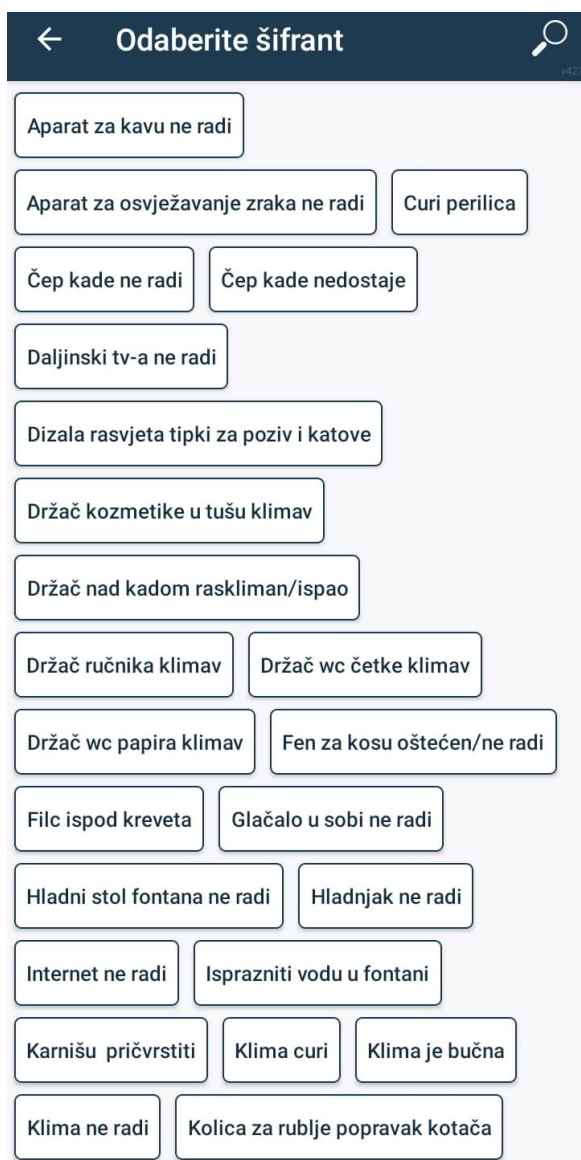 Odaberite šifrant
v427
Aparat za kavu ne radi
Aparat za osvježavanje zraka ne radi
Curi perilica
Čep kade ne radi
Čep kade nedostaje
Daljinski tv-a ne radi
Dizala rasvjeta tipki za poziv i katove
Držač kozmetike u tušu klimav
Držač nad kadom raskliman/ispao
Držač ručnika klimav
Držač wc četke klimav
Držač wc papira klimav
Fen za kosu oštećen/ne radi
Filc ispod kreveta
Glačalo u sobi ne radi
Hladni stol fontana ne radi
Hladnjak ne radi
Internet ne radi
Isprazniti vodu u fontani
Karnišu  pričvrstiti
Klima curi
Klima je bučna
Klima ne radi
Kolica za rublje popravak kotača